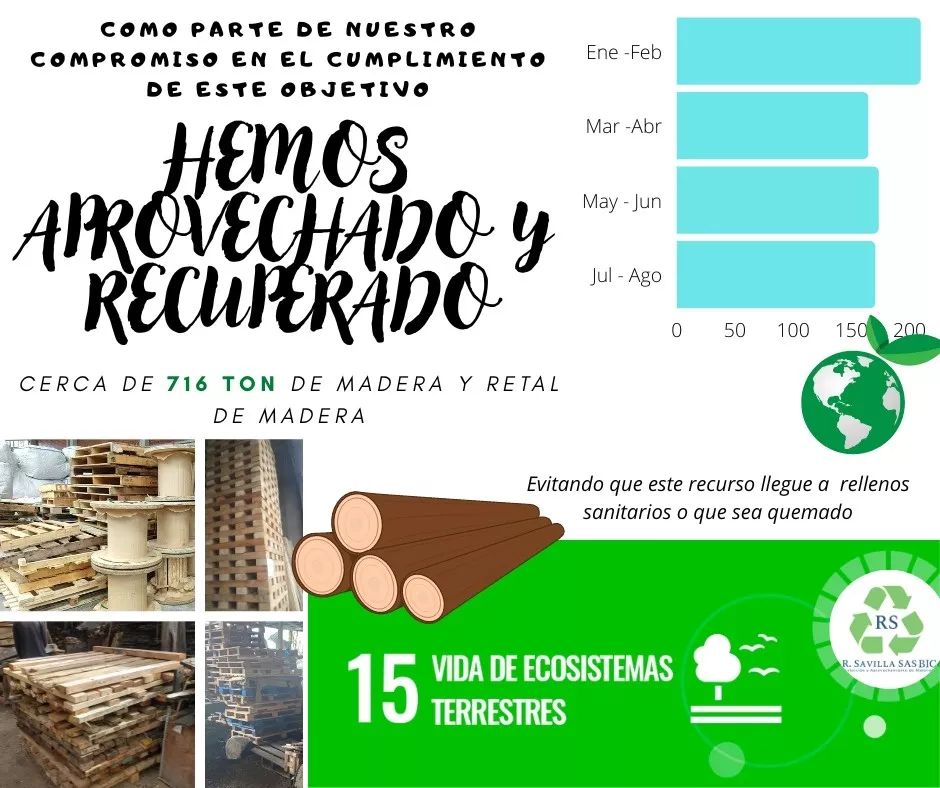 COMO PARTE DE NUESTRO
COMPROMISO EN EL CUMPLIMIENTO
DE ESTE OBJETIVO
HEMOS
APROVECHADO y
RECUPERADO
CERCA DE 716 TON DE MADERA Y RETAL
DE MADERA
Ene -Feb
Mar -Abr
May - Jun
Jul - Ago
0 50 100 150 200
Evitando que este recurso llegue a rellenos
sanitarios o que sea quemado
15 VIDA DE ECOSISTEMAS
TERRESTRES
RS
R. SAVILLA SAS BIC